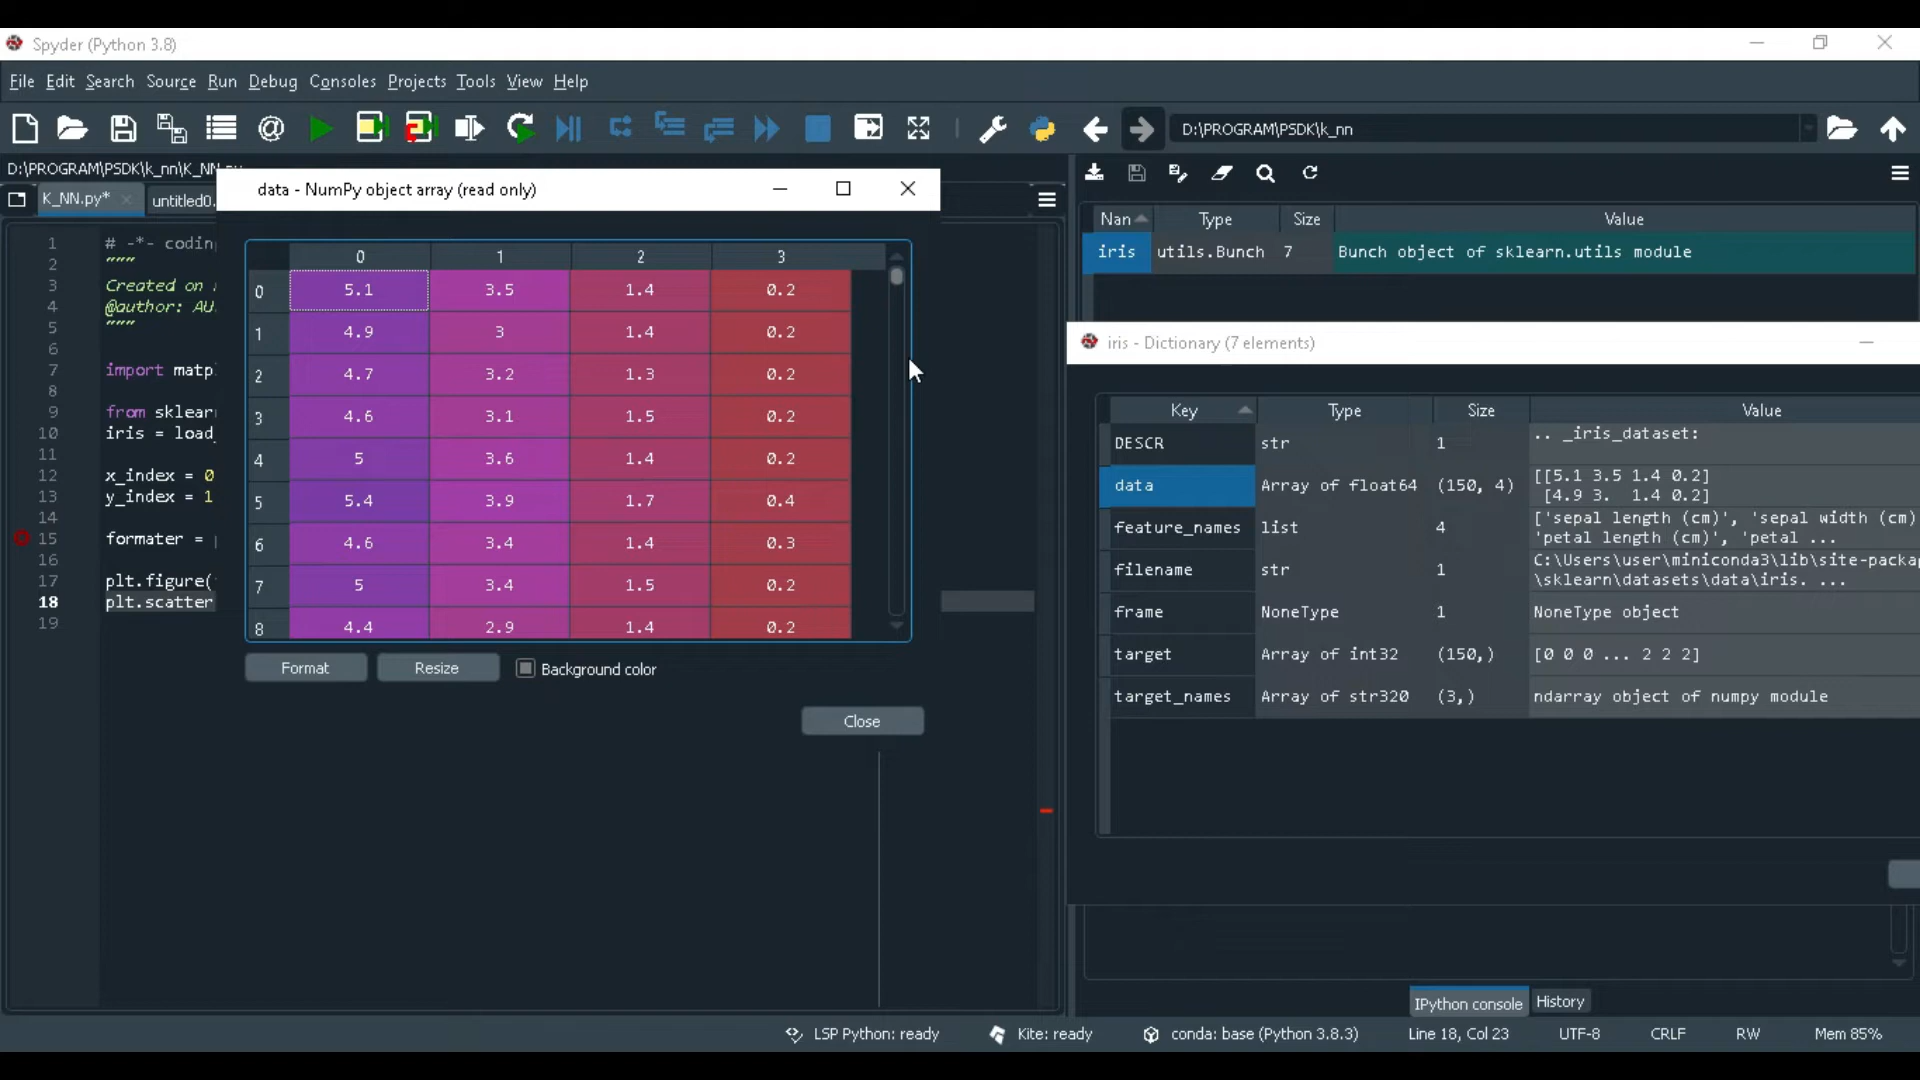 Spyder (Python 3.8)
File Edit Search Source Run Debug Consoles Projects Tools View Help
D:\PROGRAM\PSDK\k_nn
D:\PROGRAM\PSDK\k_nn\K_NN.py
K_NN.py*
untitled0.
1 # -*- coding
2 """
3 Created on
4 @author: AU
5 """
6
7 import matp
8
9 from sklear
10 iris = load_
11
12 x_index = 0
13 y_index = 1
14
15 formater =
16
17 plt.figure(
18 plt.scatter
19
data - NumPy object array (read only)
0 1 2 3
0 5.1 3.5 1.4 0.2
1 4.9 3 1.4 0.2
2 4.7 3.2 1.3 0.2
3 4.6 3.1 1.5 0.2
4 5 3.6 1.4 0.2
5 5.4 3.9 1.7 0.4
6 4.6 3.4 1.4 0.3
7 5 3.4 1.5 0.2
8 4.4 2.9 1.4 0.2
Format Resize Background color
Close
Nan Type Size Value
iris utils.Bunch 7 Bunch object of sklearn.utils module
iris - Dictionary (7 elements)
Key Type Size Value
DESCR str 1 .. _iris_dataset:
data Array of float64 (150, 4) [[5.1 3.5 1.4 0.2]
[4.9 3. 1.4 0.2]
feature_names list 4 ['sepal length (cm)', 'sepal width (cm)
'petal length (cm)', 'petal ...
filename str 1 C:\Users\user\miniconda3\lib\site-packag
\sklearn\datasets\data\iris. ...
frame NoneType 1 NoneType object
target Array of int32 (150,) [0 0 0 ... 2 2 2]
target_names Array of str320 (3,) ndarray object of numpy module
IPython console History
LSP Python: ready Kite: ready conda: base (Python 3.8.3) Line 18, Col 23 UTF-8 CRLF RW Mem 85%